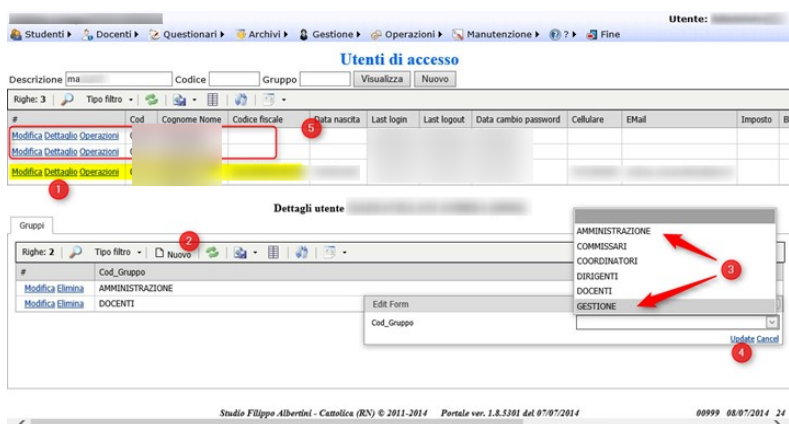 Utente:
Studenti Docenti Questionari Archivi Gestione Operazioni Manutenzione ? Fine
Utenti di accesso
Descrizione ma Codice Gruppo Visualizza Nuovo
Righe: 3 Tipo filtro
# Cod Cognome Nome Codice fiscale Data nascita Last login Last logout Data cambio password Cellulare EMail Imposto B
5
Modifica Dettaglio Operazioni
Modifica Dettaglio Operazioni
Modifica Dettaglio Operazioni
1
Dettagli utente
Gruppi
2
Righe: 2 Tipo filtro Nuovo
# Cod_Gruppo
Modifica Elimina AMMINISTRAZIONE
Modifica Elimina DOCENTI
AMMINISTRAZIONE
COMMISSARI
COORDINATORI
DIRIGENTI
DOCENTI
GESTIONE
3
Edit Form
Cod_Gruppo
Update Cancel
4
Studio Filippo Albertini - Cattolica (RN) © 2011-2014 Portale ver. 1.8.5301 del 07/07/2014 00999 08/07/2014 24